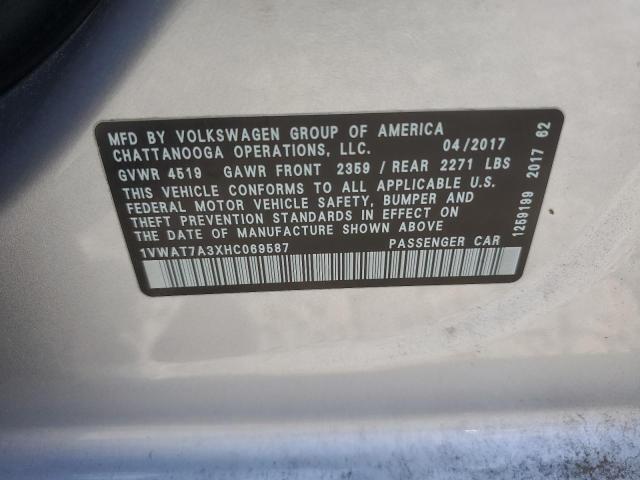 MFD BY VOLKSWAGEN GROUP OF AMERICA
CHATTANOOGA OPERATIONS, LLC. 04/2017
GVWR 4519 GAWR FRONT 2359 / REAR 2271 LBS
THIS VEHICLE CONFORMS TO ALL APPLICABLE U.S.
FEDERAL MOTOR VEHICLE SAFETY, BUMPER AND
THEFT PREVENTION STANDARDS IN EFFECT ON
THE DATE OF MANUFACTURE SHOWN ABOVE
1VWAT7A3XHC069587 PASSENGER CAR
1259199 2017 62